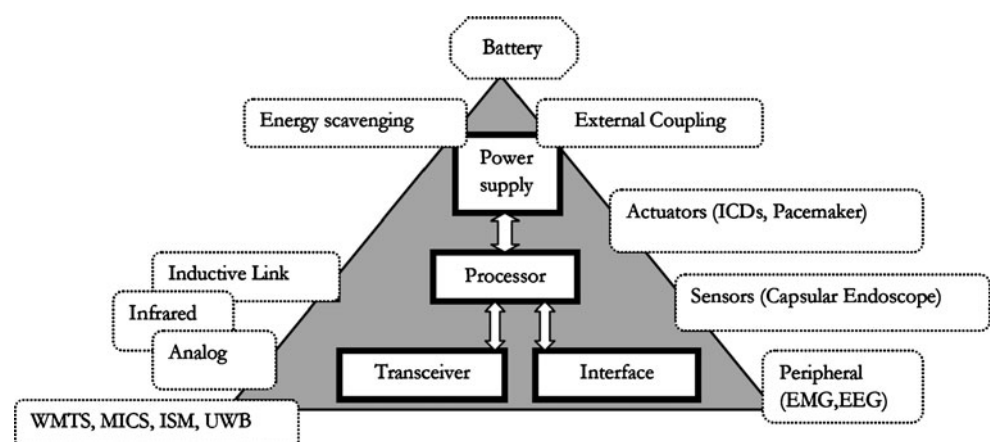 Battery
Energy scavenging
External Coupling
Power
supply
Actuators (ICDs, Pacemaker)
Inductive Link
Processor
Sensors (Capsular Endoscope)
Infrared
Analog
Transceiver
Interface
Peripheral
(EMG,EEG)
WMTS, MICS, ISM, UWB